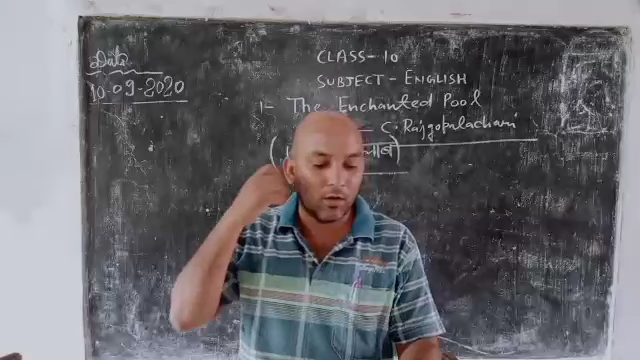 Date
10-09-2020
CLASS-10
SUBJECT-ENGLISH
1- The Enchanted Pool
- C. Rajgopalachari